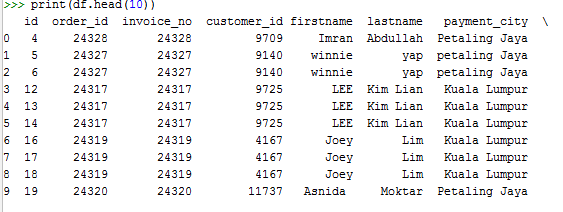 >>> print(df.head(10))
id order_id invoice_no customer_id firstname lastname payment_city \
0 4 24328 24328 9709 Imran Abdullah Petaling Jaya
1 5 24327 24327 9140 winnie yap petaling Jaya
2 6 24327 24327 9140 winnie yap petaling Jaya
3 12 24317 24317 9725 LEE Kim Lian Kuala Lumpur
4 13 24317 24317 9725 LEE Kim Lian Kuala Lumpur
5 14 24317 24317 9725 LEE Kim Lian Kuala Lumpur
6 16 24319 24319 4167 Joey Lim Kuala Lumpur
7 17 24319 24319 4167 Joey Lim Kuala Lumpur
8 18 24319 24319 4167 Joey Lim Kuala Lumpur
9 19 24320 24320 11737 Asnida Moktar Petaling Jaya